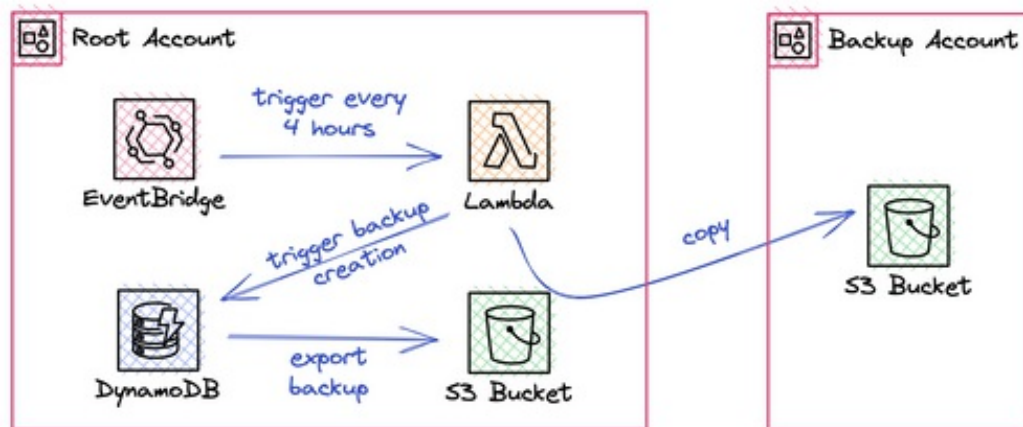 Root Account
Backup Account
trigger every
4 hours
EventBridge
Lambda
trigger backup
creation
copy
S3 Bucket
DynamoDB
export
backup
S3 Bucket